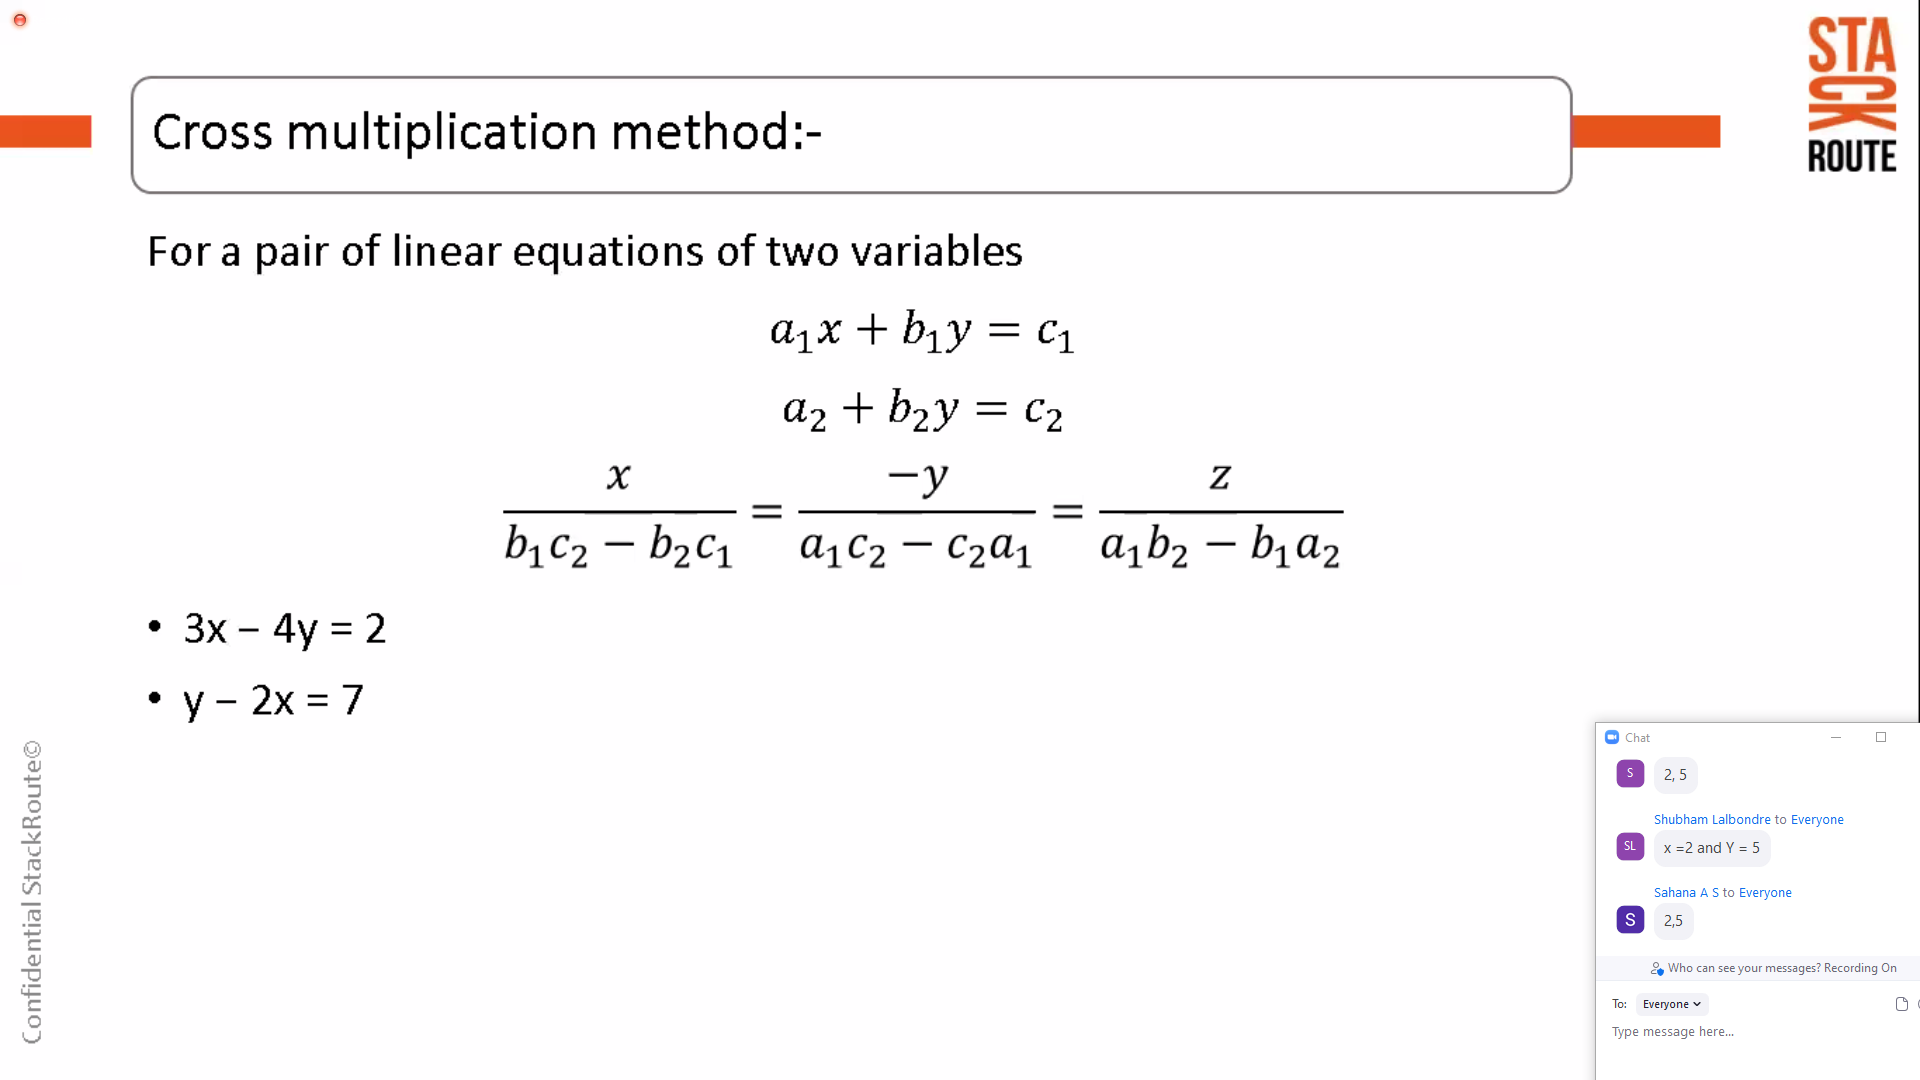 STA
CK
ROUTE
Cross multiplication method:-
For a pair of linear equations of two variables
a₁x + b₁y = c₁
a₂ + b₂y = c₂
x/(b₁c₂ − b₂c₁) = −y/(a₁c₂ − c₂a₁) = z/(a₁b₂ − b₁a₂)
• 3x – 4y = 2
• y – 2x = 7
Confidential StackRoute©
Chat
S
2, 5
Shubham Lalbondre to Everyone
SL
x =2 and Y = 5
Sahana A S to Everyone
S
2,5
Who can see your messages? Recording On
To: Everyone
Type message here...